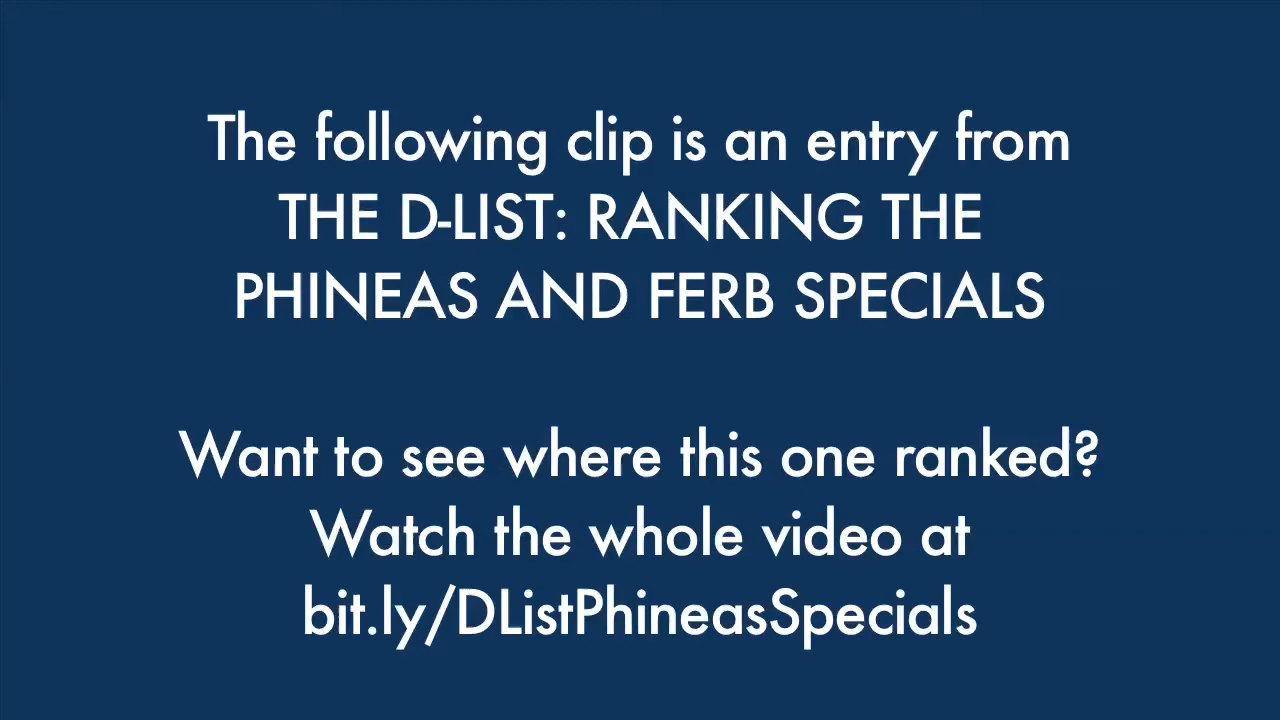 The following clip is an entry from
THE D-LIST: RANKING THE
PHINEAS AND FERB SPECIALS
Want to see where this one ranked?
Watch the whole video at
bit.ly/DListPhineasSpecials